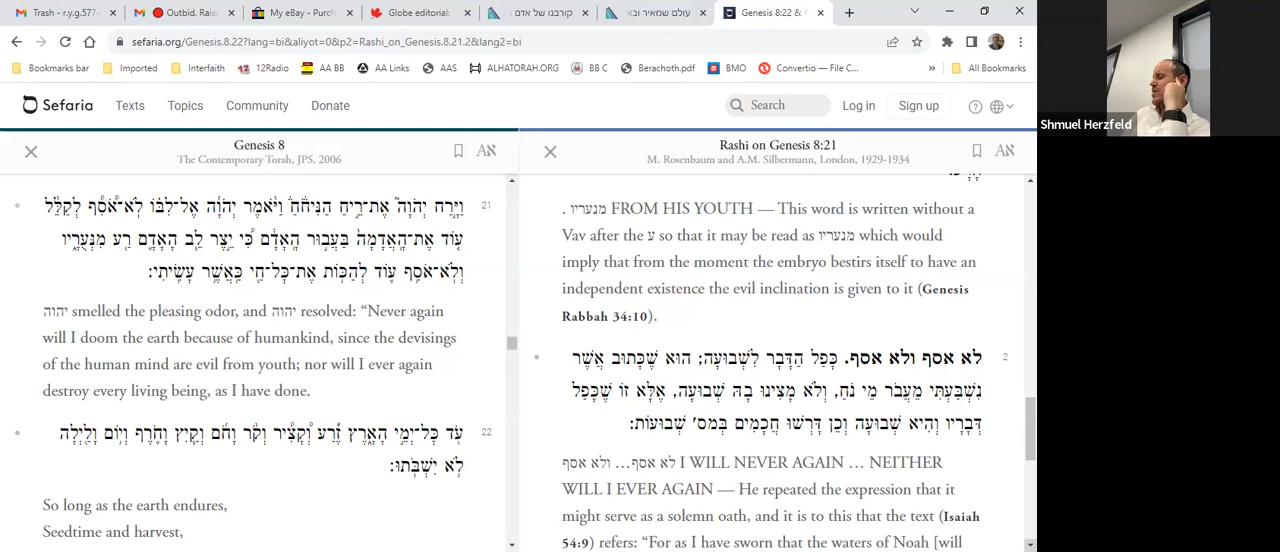 Trash - r.y.g.577
Outbid. Raise
My eBay - Purch
Globe editorial:
קורבנו של אדם ו
עולם שמאיר ובא
Genesis 8:22 & R
sefaria.org/Genesis.8.22?lang=bi&aliyot=0&p2=Rashi_on_Genesis.8.21.2&lang2=bi
Bookmarks bar Imported Interfaith 12Radio AA BB AA Links AAS ALHATORAH.ORG BB C Berachoth.pdf BMO Convertio — File C... » All Bookmarks
Sefaria Texts Topics Community Donate Search Log in Sign up
Genesis 8
The Contemporary Torah, JPS, 2006
21 וַיָּ֣רַח יְהֹוָה֮ אֶת־רֵ֣יחַ הַנִּיחֹ֒חַ֒ וַיֹּ֨אמֶר יְהֹוָ֜ה אֶל־לִבּ֗וֹ לֹֽא־אֹ֠סִ֠ף לְקַלֵּ֨ל
ע֤וֹד אֶת־הָֽאֲדָמָה֙ בַּעֲב֣וּר הָֽאָדָ֔ם כִּ֠י יֵ֣צֶר לֵ֧ב הָאָדָ֛ם רַ֖ע מִנְּעֻרָ֑יו
וְלֹֽא־אֹסִ֥ף ע֛וֹד לְהַכּ֥וֹת אֶת־כׇּל־חַ֖י כַּֽאֲשֶׁ֥ר עָשִֽׂיתִי׃
יהוה smelled the pleasing odor, and יהוה resolved: “Never again
will I doom the earth because of humankind, since the devisings
of the human mind are evil from youth; nor will I ever again
destroy every living being, as I have done.
22 עֹ֖ד כׇּל־יְמֵ֣י הָאָ֑רֶץ זֶ֡רַע וְ֠קָצִ֠יר וְקֹ֨ר וָחֹ֜ם וְקַ֧יִץ וָחֹ֛רֶף וְי֥וֹם וָלַ֖יְלָה
לֹ֥א יִשְׁבֹּֽתוּ׃
So long as the earth endures,
Seedtime and harvest,
Rashi on Genesis 8:21
M. Rosenbaum and A.M. Silbermann, London, 1929-1934
. מנעריו FROM HIS YOUTH — This word is written without a
Vav after the ע so that it may be read as מנעריו which would
imply that from the moment the embryo bestirs itself to have an
independent existence the evil inclination is given to it (Genesis
Rabbah 34:10).
2 לא אסף ולא אסף. כָּפַל הַדָּבָר לִשְׁבוּעָה; הוּא שֶׁכָּתוּב אֲשֶׁר
נִשְׁבַּעְתִּי מֵעֲבֹר מֵי נֹחַ, וְלֹא מָצִינוּ בָהּ שְׁבוּעָה, אֶלָּא זוֹ שֶׁכָּפַל
דְּבָרָיו וְהִיא שְׁבוּעָה וְכֵן דָּרְשׁוּ חֲכָמִים בְּמַסֶּ' שְׁבוּעוֹת:
לא אסף… ולא אסף I WILL NEVER AGAIN … NEITHER
WILL I EVER AGAIN — He repeated the expression that it
might serve as a solemn oath, and it is to this that the text (Isaiah
54:9) refers: “For as I have sworn that the waters of Noah [will
Shmuel Herzfeld